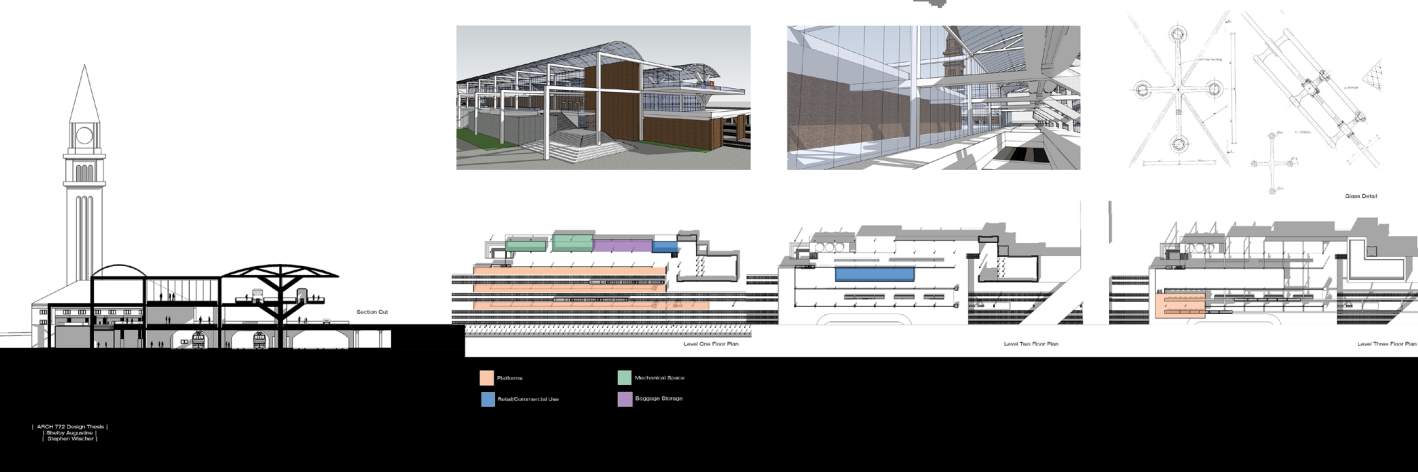 Glass Detail
Section Cut
Level One Floor Plan
Level Two Floor Plan
Level Three Floor Plan
Platforms
Mechanical Space
Retail/Commercial Use
Baggage Storage
| ARCH 772 Design Thesis |
| Shelby Augustine |
| Stephen Wischer |